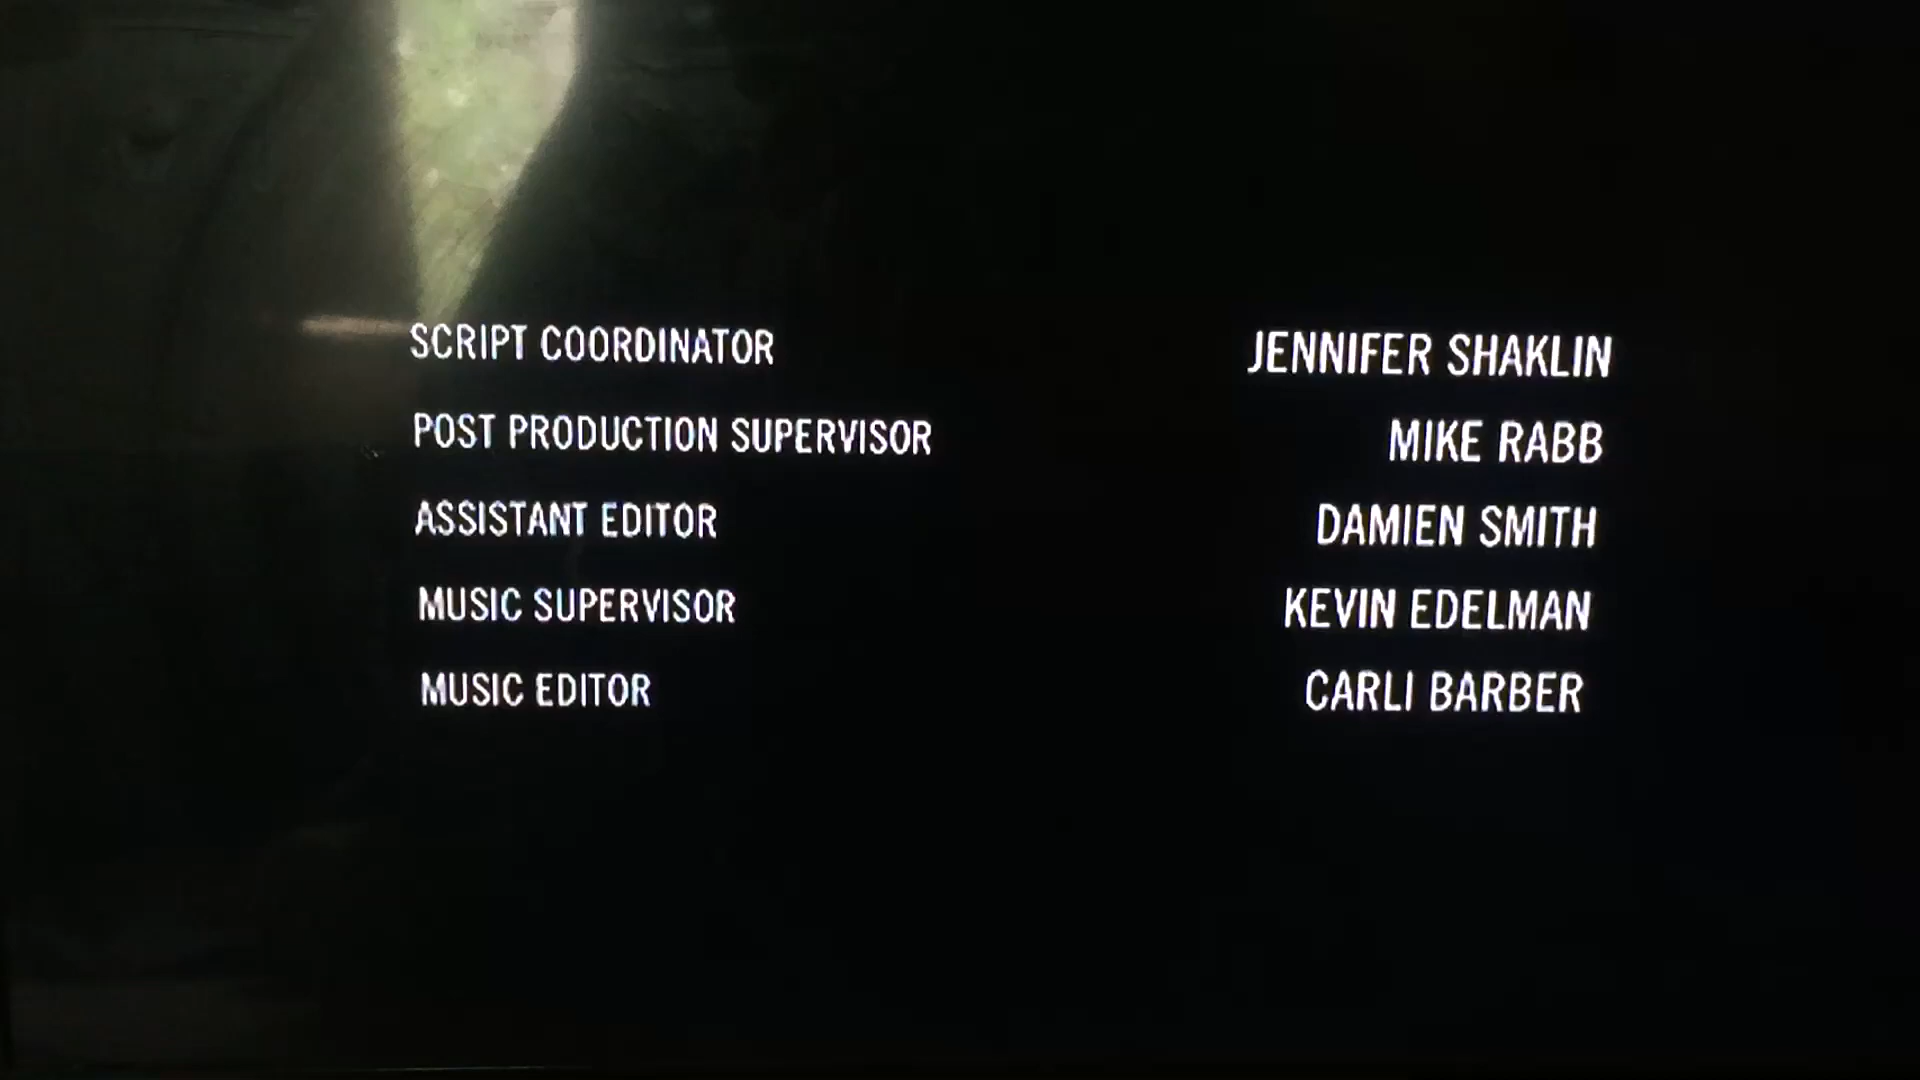 SCRIPT COORDINATOR JENNIFER SHAKLIN
POST PRODUCTION SUPERVISOR MIKE RABB
ASSISTANT EDITOR DAMIEN SMITH
MUSIC SUPERVISOR KEVIN EDELMAN
MUSIC EDITOR CARLI BARBER